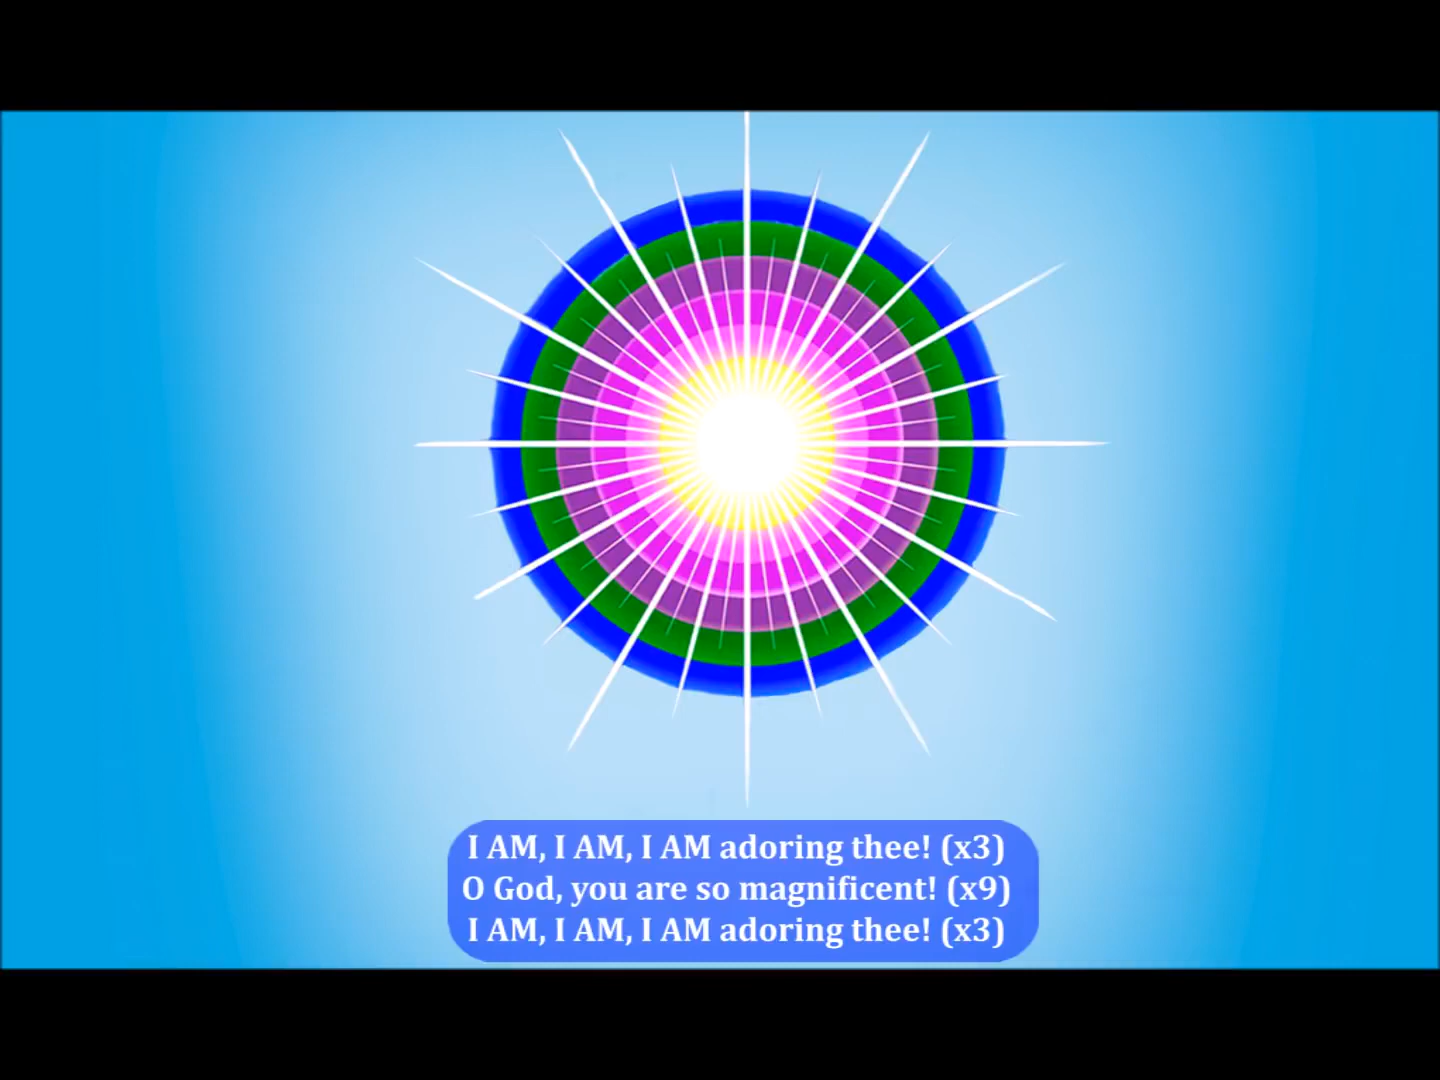 I AM, I AM, I AM adoring thee! (x3)
O God, you are so magnificent! (x9)
I AM, I AM, I AM adoring thee! (x3)